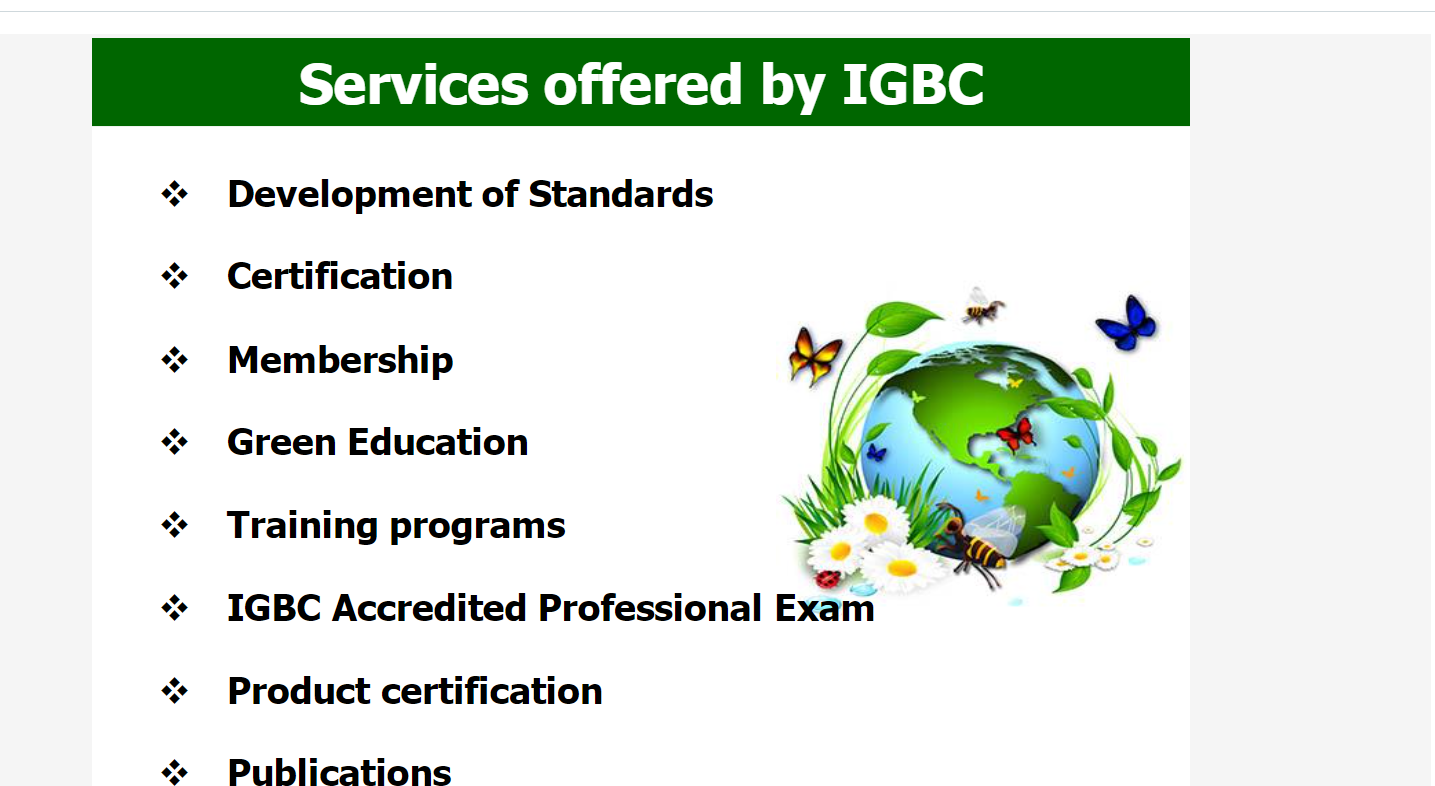 Services offered by IGBC
❖ Development of Standards
❖ Certification
❖ Membership
❖ Green Education
❖ Training programs
❖ IGBC Accredited Professional Exam
❖ Product certification
❖ Publications